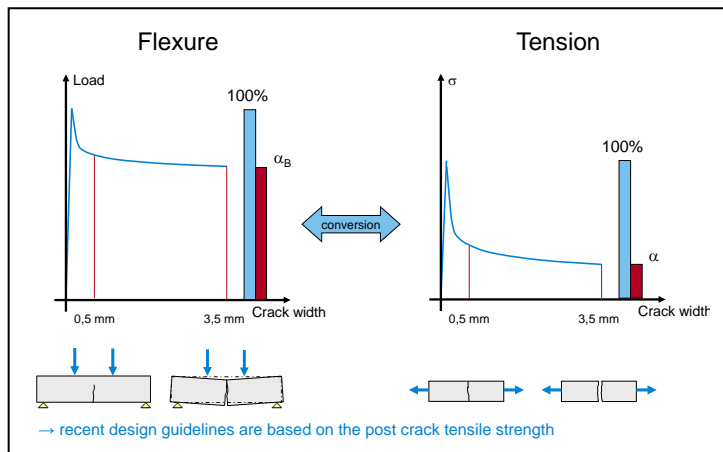 Flexure
Tension
Load
100%
α_B
σ
100%
α
conversion
0,5 mm
3,5 mm
Crack width
0,5 mm
3,5 mm
Crack width
→ recent design guidelines are based on the post crack tensile strength